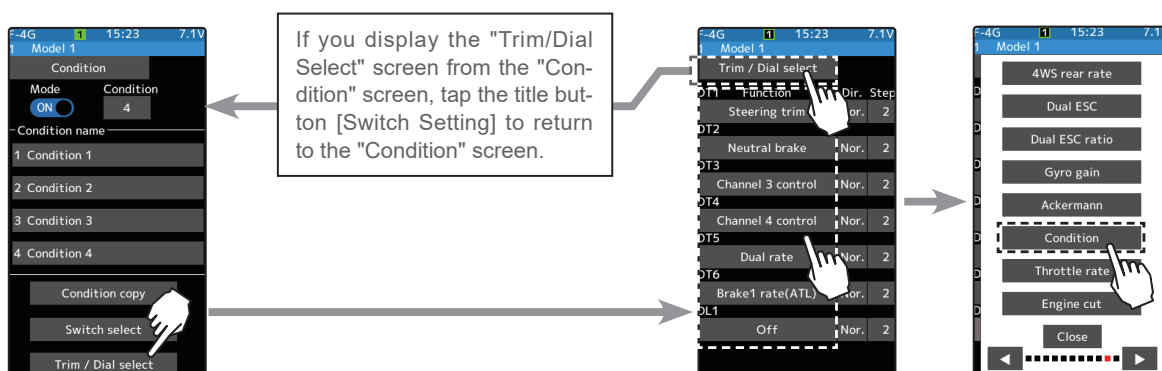 F-4G 1 15:23 7.1V
1 Model 1
Condition
Mode Condition
ON 4
Condition name
1 Condition 1
2 Condition 2
3 Condition 3
4 Condition 4
Condition copy
Switch select
Trim / Dial select
If you display the "Trim/Dial
Select" screen from the "Con-
dition" screen, tap the title but-
ton [Switch Setting] to return
to the "Condition" screen.
F-4G 1 15:23 7.1V
1 Model 1
Trim / Dial select
DT1 Function Dir. Step
Steering trim Nor. 2
DT2
Neutral brake Nor. 2
DT3
Channel 3 control Nor. 2
DT4
Channel 4 control Nor. 2
DT5
Dual rate Nor. 2
DT6
Brake1 rate(ATL) Nor. 2
DL1
Off Nor. 2
F-4G 1 15:23 7.1
1 Model 1
4WS rear rate
Dual ESC
Dual ESC ratio
Gyro gain
Ackermann
Condition
Throttle rate
Engine cut
Close